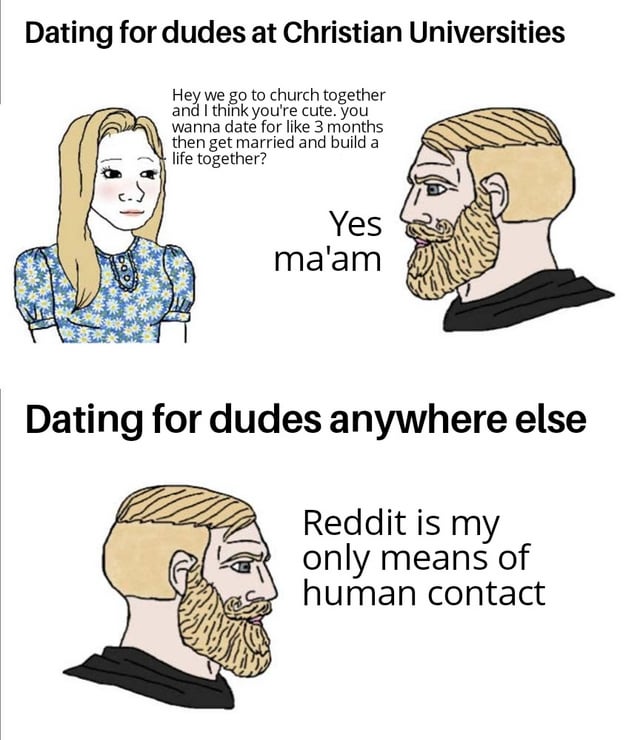 Dating for dudes at Christian Universities
Hey we go to church together
and I think you're cute. you
wanna date for like 3 months
then get married and build a
life together?
Yes
ma'am
Dating for dudes anywhere else
Reddit is my
only means of
human contact